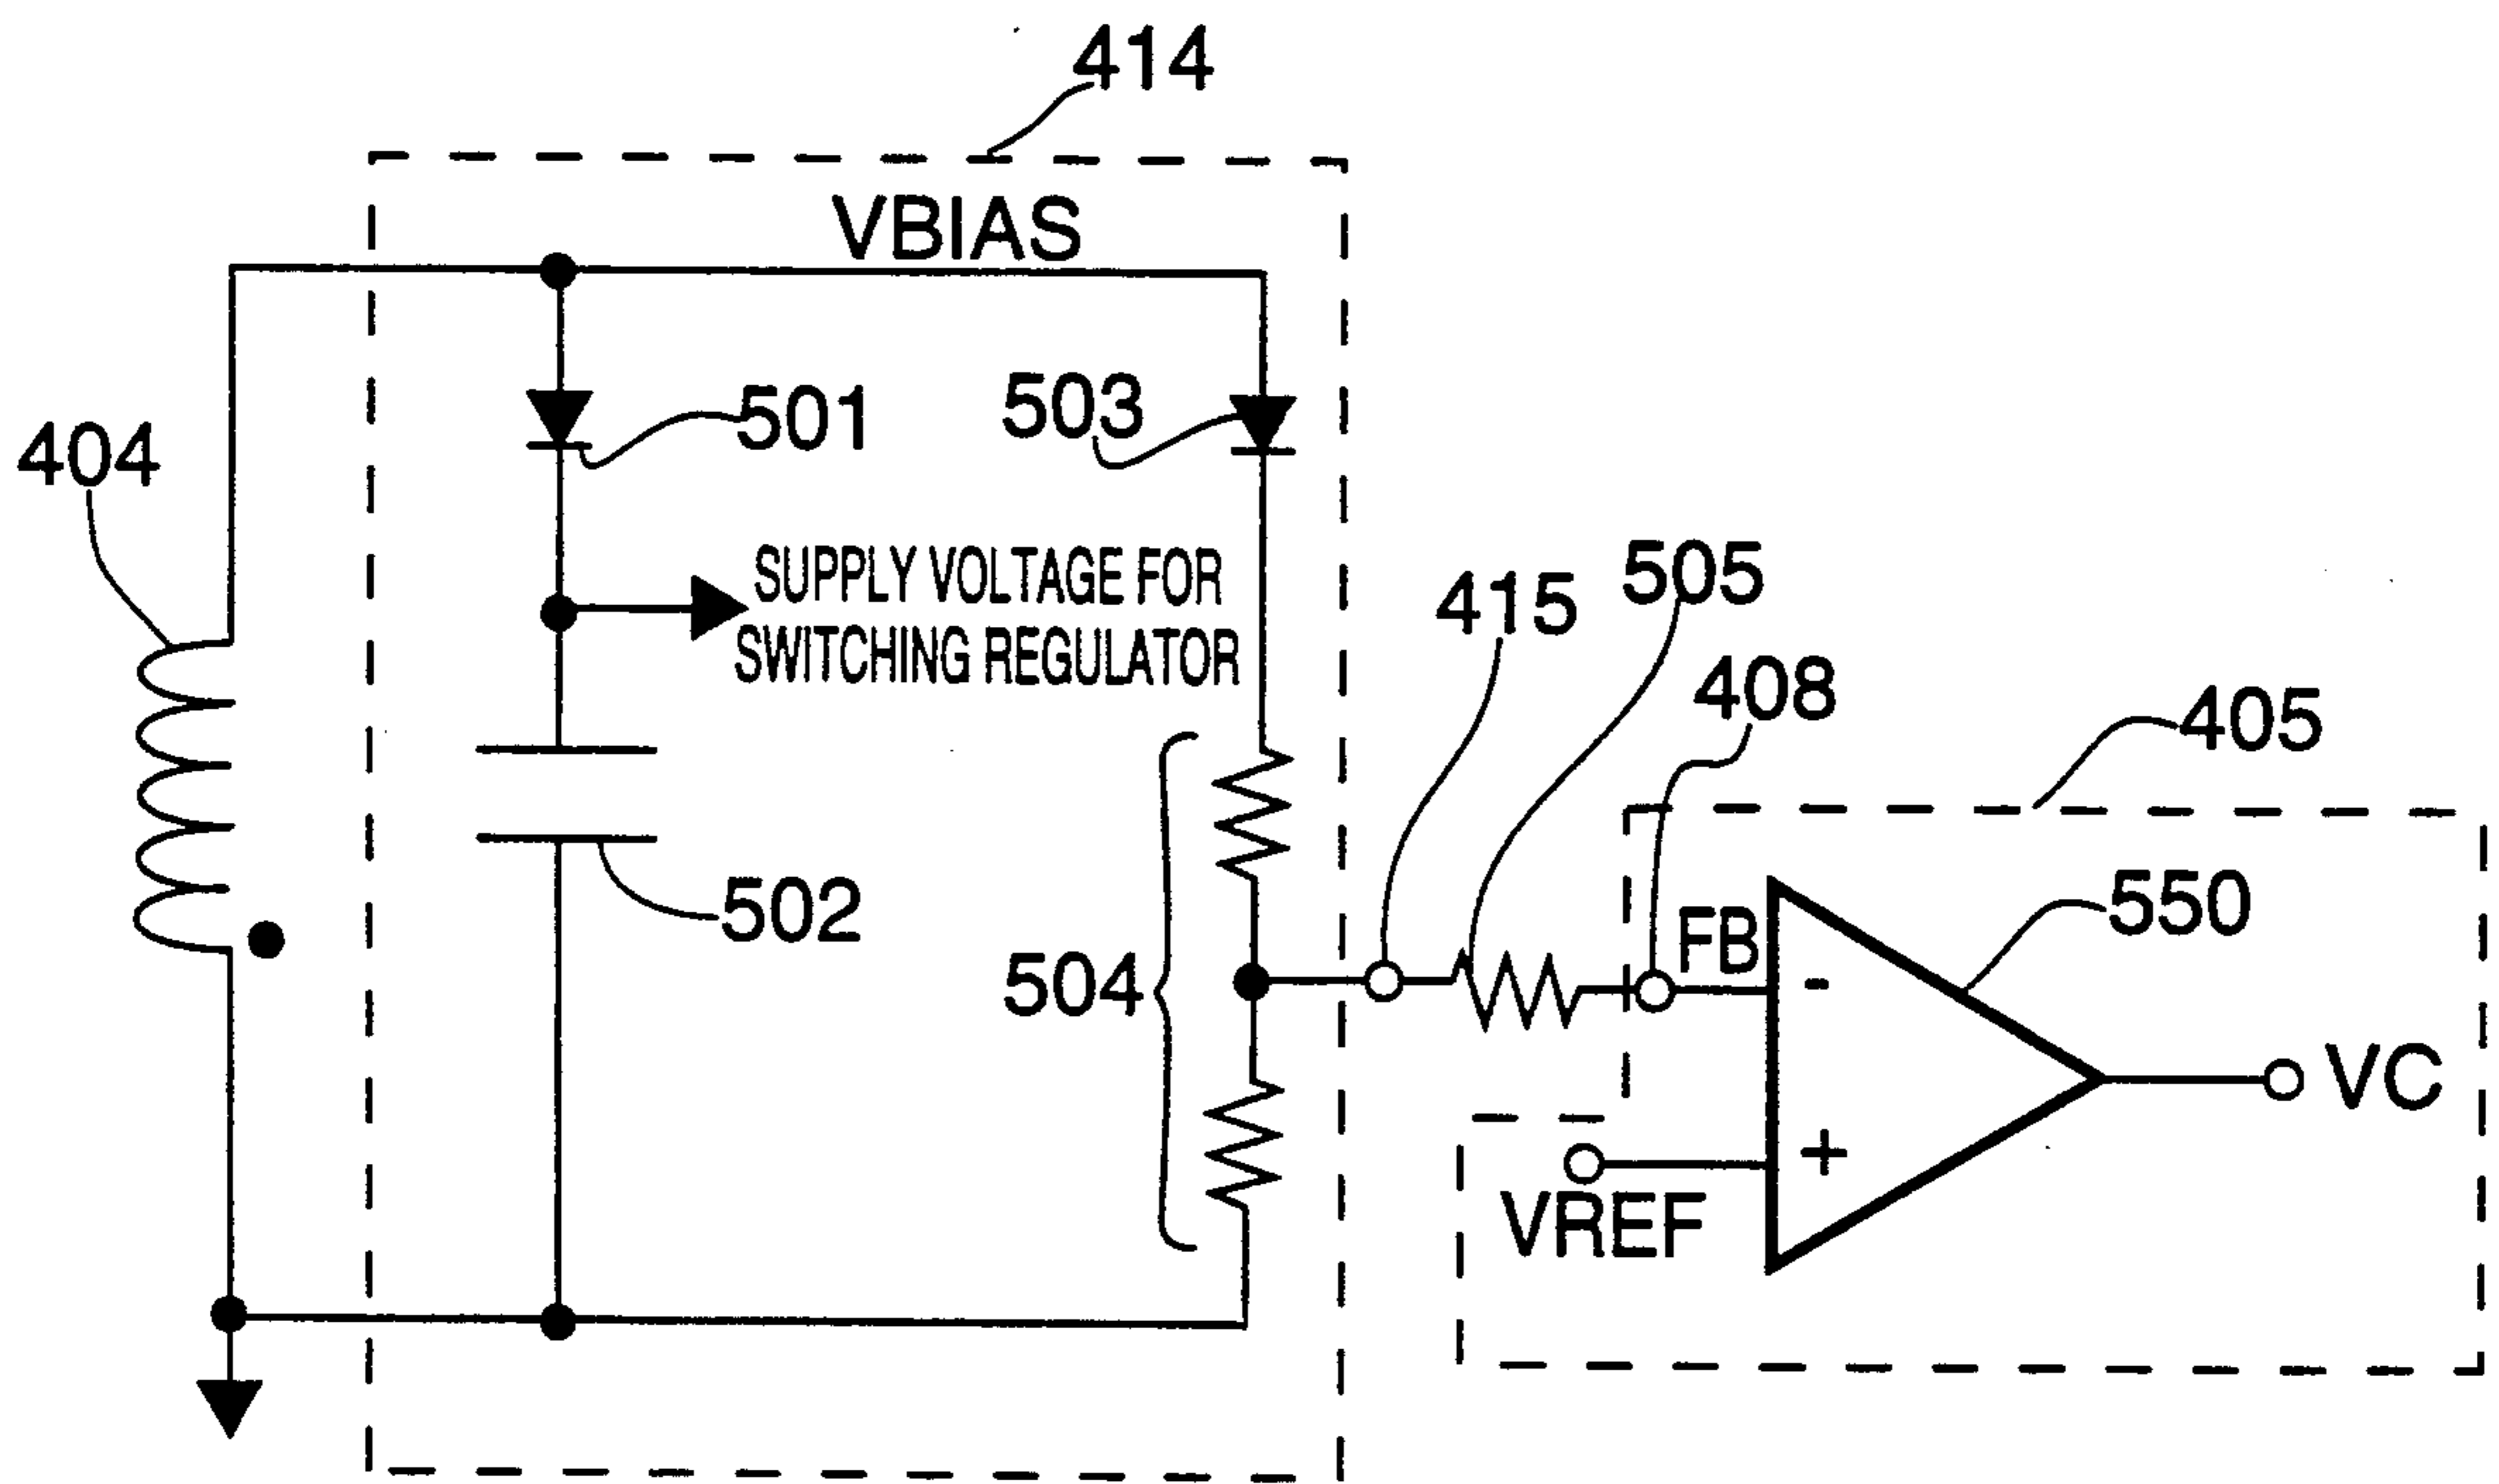 414
VBIAS
501
503
404
SUPPLY VOLTAGE FOR
SWITCHING REGULATOR
415
505
408
405
502
550
504
FB
-
VC
+
VREF